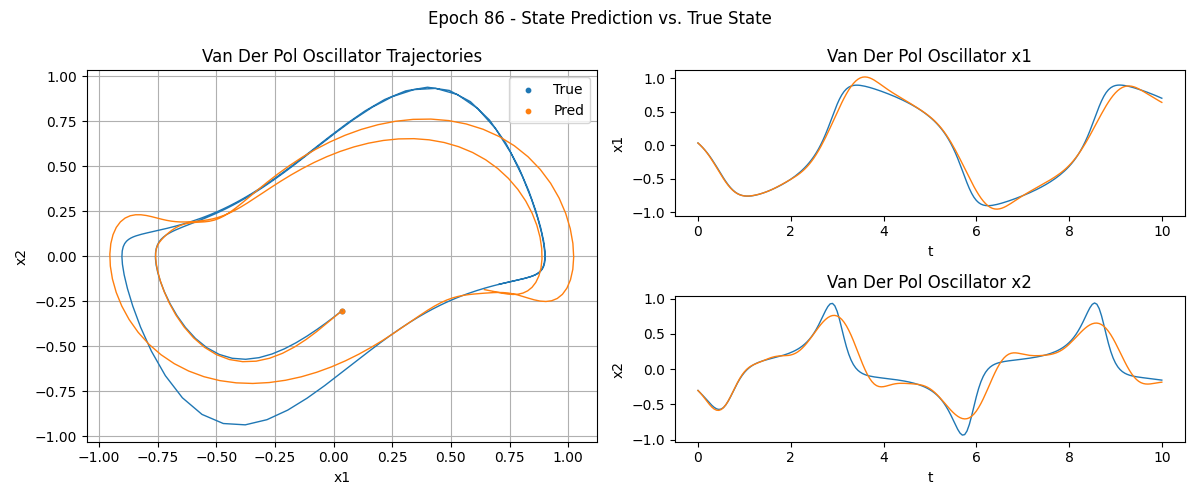 Epoch 86 - State Prediction vs. True State
Van Der Pol Oscillator Trajectories
True
Pred
1.00
0.75
0.50
0.25
0.00
−0.25
−0.50
−0.75
−1.00
x2
−1.00 −0.75 −0.50 −0.25 0.00 0.25 0.50 0.75 1.00
x1
Van Der Pol Oscillator x1
1.0
0.5
0.0
−0.5
−1.0
x1
0 2 4 6 8 10
t
Van Der Pol Oscillator x2
1.0
0.5
0.0
−0.5
−1.0
x2
0 2 4 6 8 10
t